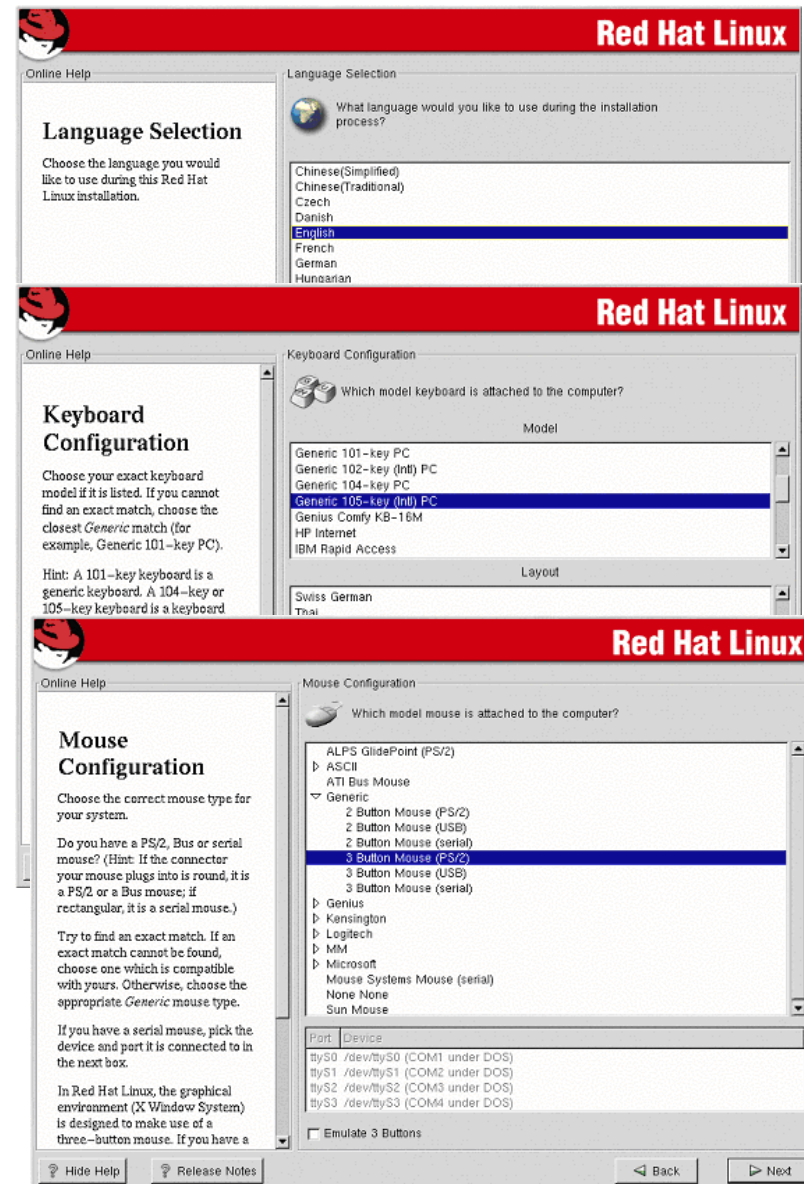 Red Hat Linux
Online Help
Language Selection
Choose the language you would
like to use during this Red Hat
Linux installation.
Language Selection
What language would you like to use during the installation
process?
Chinese(Simplified)
Chinese(Traditional)
Czech
Danish
English
French
German
Hungarian
Red Hat Linux
Online Help
Keyboard
Configuration
Choose your exact keyboard
model if it is listed. If you cannot
find an exact match, choose the
closest Generic match (for
example, Generic 101-key PC).
Hint: A 101-key keyboard is a
generic keyboard. A 104-key or
105-key keyboard is a keyboard
Keyboard Configuration
Which model keyboard is attached to the computer?
Model
Generic 101-key PC
Generic 102-key (Intl) PC
Generic 104-key PC
Generic 105-key (Intl) PC
Genius Comfy KB-16M
HP Internet
IBM Rapid Access
Layout
Swiss German
Thai
Red Hat Linux
Online Help
Mouse
Configuration
Choose the correct mouse type for
your system.
Do you have a PS/2, Bus or serial
mouse? (Hint: If the connector
your mouse plugs into is round, it is
a PS/2 or a Bus mouse; if
rectangular, it is a serial mouse.)
Try to find an exact match. If an
exact match cannot be found,
choose one which is compatible
with yours. Otherwise, choose the
appropriate Generic mouse type.
If you have a serial mouse, pick the
device and port it is connected to in
the next box.
In Red Hat Linux, the graphical
environment (X Window System)
is designed to make use of a
three-button mouse. If you have a
Mouse Configuration
Which model mouse is attached to the computer?
ALPS GlidePoint (PS/2)
ASCII
ATI Bus Mouse
Generic
2 Button Mouse (PS/2)
2 Button Mouse (USB)
2 Button Mouse (serial)
3 Button Mouse (PS/2)
3 Button Mouse (USB)
3 Button Mouse (serial)
Genius
Kensington
Logitech
MM
Microsoft
Mouse Systems Mouse (serial)
None None
Sun Mouse
Port Device
ttyS0 /dev/ttyS0 (COM1 under DOS)
ttyS1 /dev/ttyS1 (COM2 under DOS)
ttyS2 /dev/ttyS2 (COM3 under DOS)
ttyS3 /dev/ttyS3 (COM4 under DOS)
Emulate 3 Buttons
Hide Help
Release Notes
Back
Next